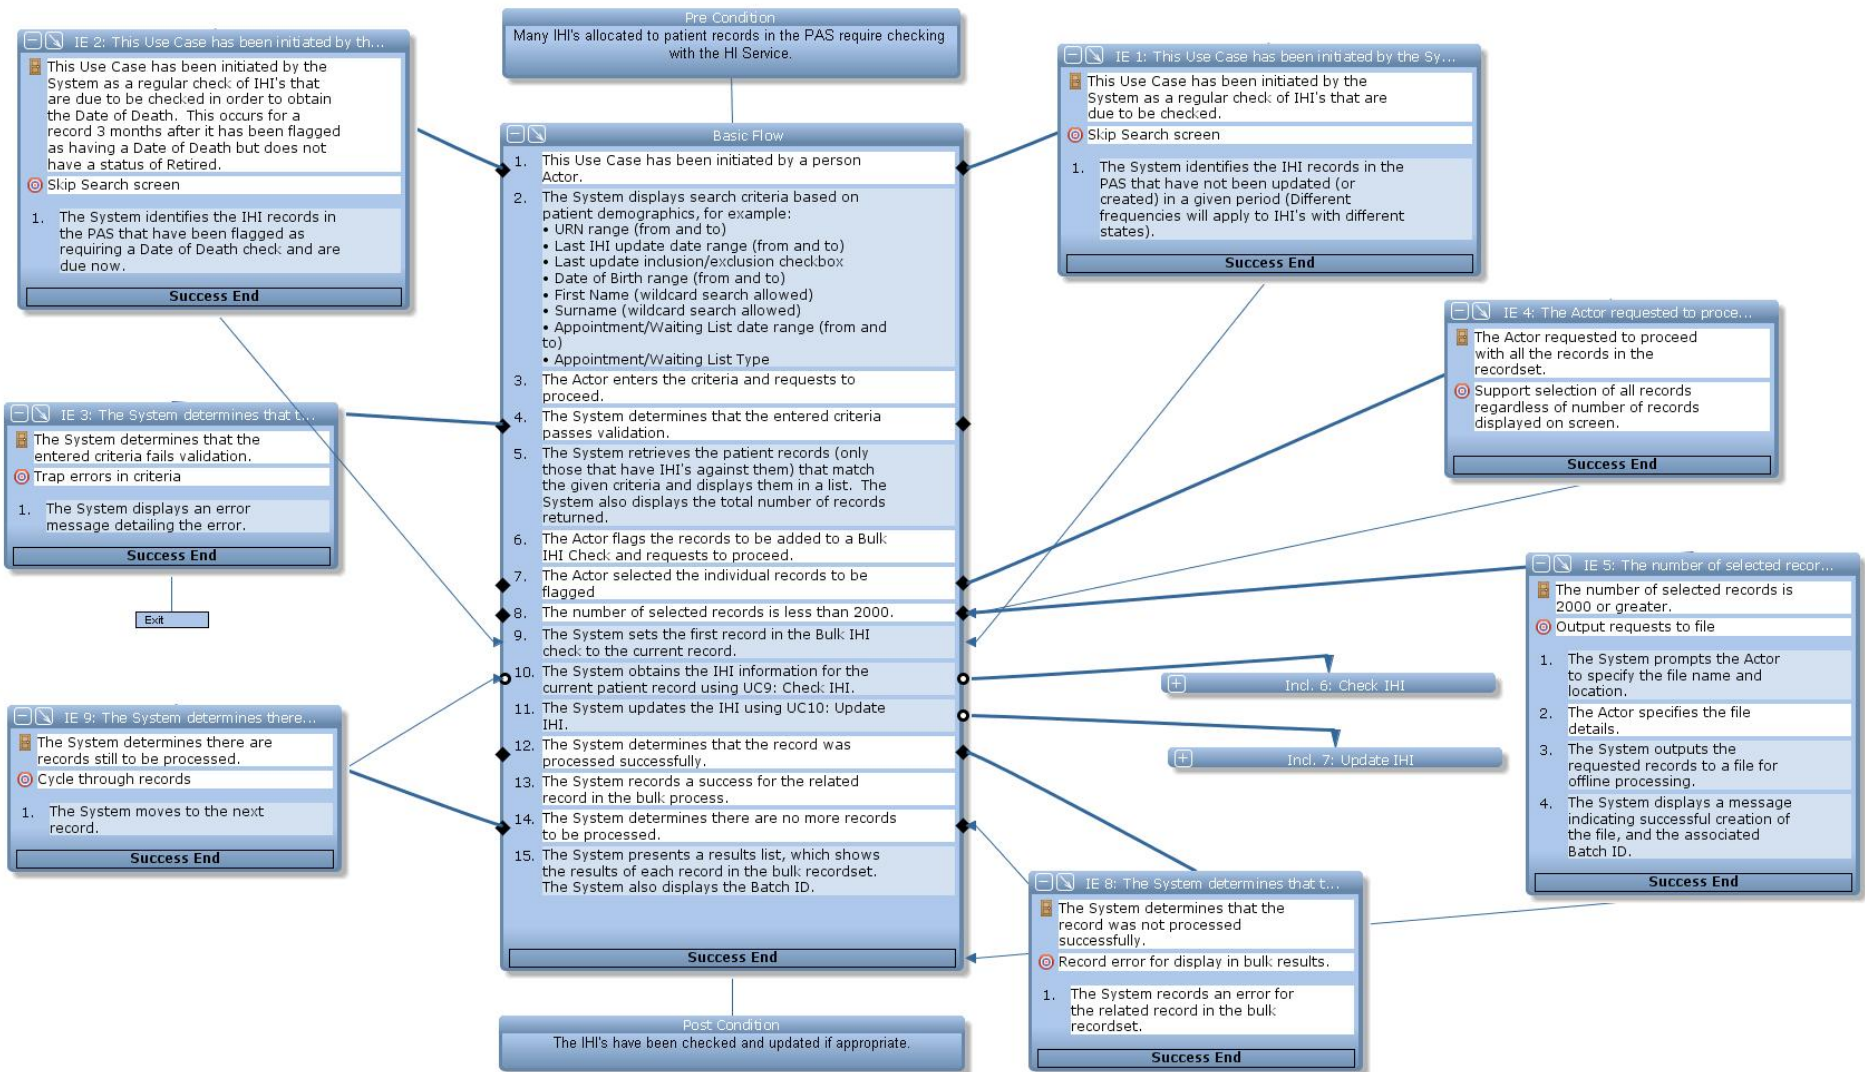 Pre Condition
Many IHI's allocated to patient records in the PAS require checking
with the HI Service.
IE 2: This Use Case has been initiated by th...
This Use Case has been initiated by the
System as a regular check of IHI's that
are due to be checked in order to obtain
the Date of Death. This occurs for a
record 3 months after it has been flagged
as having a Date of Death but does not
have a status of Retired.
Skip Search screen
1. The System identifies the IHI records in
the PAS that have been flagged as
requiring a Date of Death check and are
due now.
Success End
IE 3: The System determines that t...
The System determines that the
entered criteria fails validation.
Trap errors in criteria
1. The System displays an error
message detailing the error.
Success End
Exit
IE 9: The System determines there...
The System determines there are
records still to be processed.
Cycle through records
1. The System moves to the next
record.
Success End
Basic Flow
1. This Use Case has been initiated by a person
Actor.
2. The System displays search criteria based on
patient demographics, for example:
• URN range (from and to)
• Last IHI update date range (from and to)
• Last update inclusion/exclusion checkbox
• Date of Birth range (from and to)
• First Name (wildcard search allowed)
• Surname (wildcard search allowed)
• Appointment/Waiting List date range (from and
to)
• Appointment/Waiting List Type
3. The Actor enters the criteria and requests to
proceed.
4. The System determines that the entered criteria
passes validation.
5. The System retrieves the patient records (only
those that have IHI's against them) that match
the given criteria and displays them in a list. The
System also displays the total number of records
returned.
6. The Actor flags the records to be added to a Bulk
IHI Check and requests to proceed.
7. The Actor selected the individual records to be
flagged
8. The number of selected records is less than 2000.
9. The System sets the first record in the Bulk IHI
check to the current record.
10. The System obtains the IHI information for the
current patient record using UC9: Check IHI.
11. The System updates the IHI using UC10: Update
IHI.
12. The System determines that the record was
processed successfully.
13. The System records a success for the related
record in the bulk process.
14. The System determines there are no more records
to be processed.
15. The System presents a results list, which shows
the results of each record in the bulk recordset.
The System also displays the Batch ID.
Success End
Post Condition
The IHI's have been checked and updated if appropriate.
IE 1: This Use Case has been initiated by the Sy...
This Use Case has been initiated by the
System as a regular check of IHI's that are
due to be checked.
Skip Search screen
1. The System identifies the IHI records in the
PAS that have not been updated (or
created) in a given period (Different
frequencies will apply to IHI's with different
states).
Success End
IE 4: The Actor requested to proce...
The Actor requested to proceed
with all the records in the
recordset.
Support selection of all records
regardless of number of records
displayed on screen.
Success End
IE 5: The number of selected recor...
The number of selected records is
2000 or greater.
Output requests to file
1. The System prompts the Actor
to specify the file name and
location.
2. The Actor specifies the file
details.
3. The System outputs the
requested records to a file for
offline processing.
4. The System displays a message
indicating successful creation of
the file, and the associated
Batch ID.
Success End
Incl. 6: Check IHI
Incl. 7: Update IHI
IE 8: The System determines that t...
The System determines that the
record was not processed
successfully.
Record error for display in bulk results.
1. The System records an error for
the related record in the bulk
recordset.
Success End